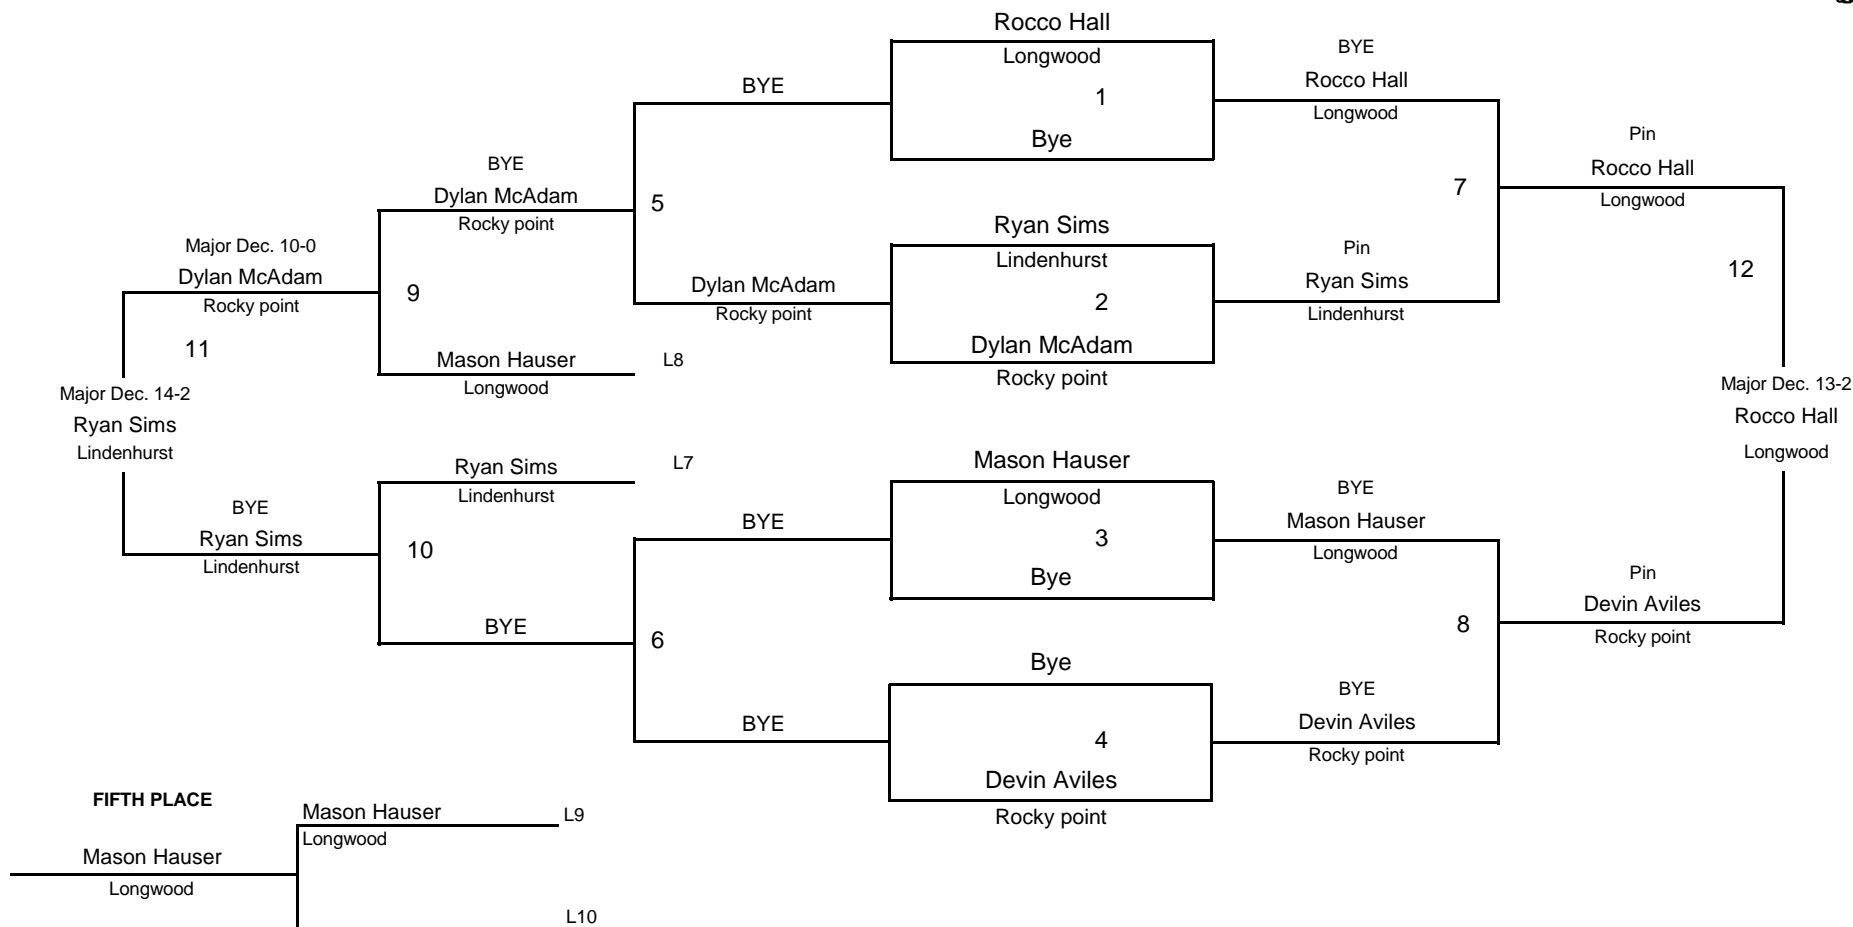 Rocco Hall
Longwood
1
Bye
BYE
Rocco Hall
Longwood
BYE
Pin
Rocco Hall
Longwood
BYE
Dylan McAdam
Rocky point
5
7
Ryan Sims
Lindenhurst
2
Dylan McAdam
Rocky point
Pin
Ryan Sims
Lindenhurst
12
Major Dec. 10-0
Dylan McAdam
Rocky point
9
Dylan McAdam
Rocky point
11
Mason Hauser
Longwood
L8
Major Dec. 14-2
Ryan Sims
Lindenhurst
Major Dec. 13-2
Rocco Hall
Longwood
Ryan Sims
Lindenhurst
L7
Mason Hauser
Longwood
3
Bye
BYE
Mason Hauser
Longwood
BYE
Ryan Sims
Lindenhurst
10
BYE
Pin
Devin Aviles
Rocky point
BYE
6
8
Bye
4
Devin Aviles
Rocky point
BYE
BYE
Devin Aviles
Rocky point
FIFTH PLACE
Mason Hauser
Longwood
L9
Mason Hauser
Longwood
L10